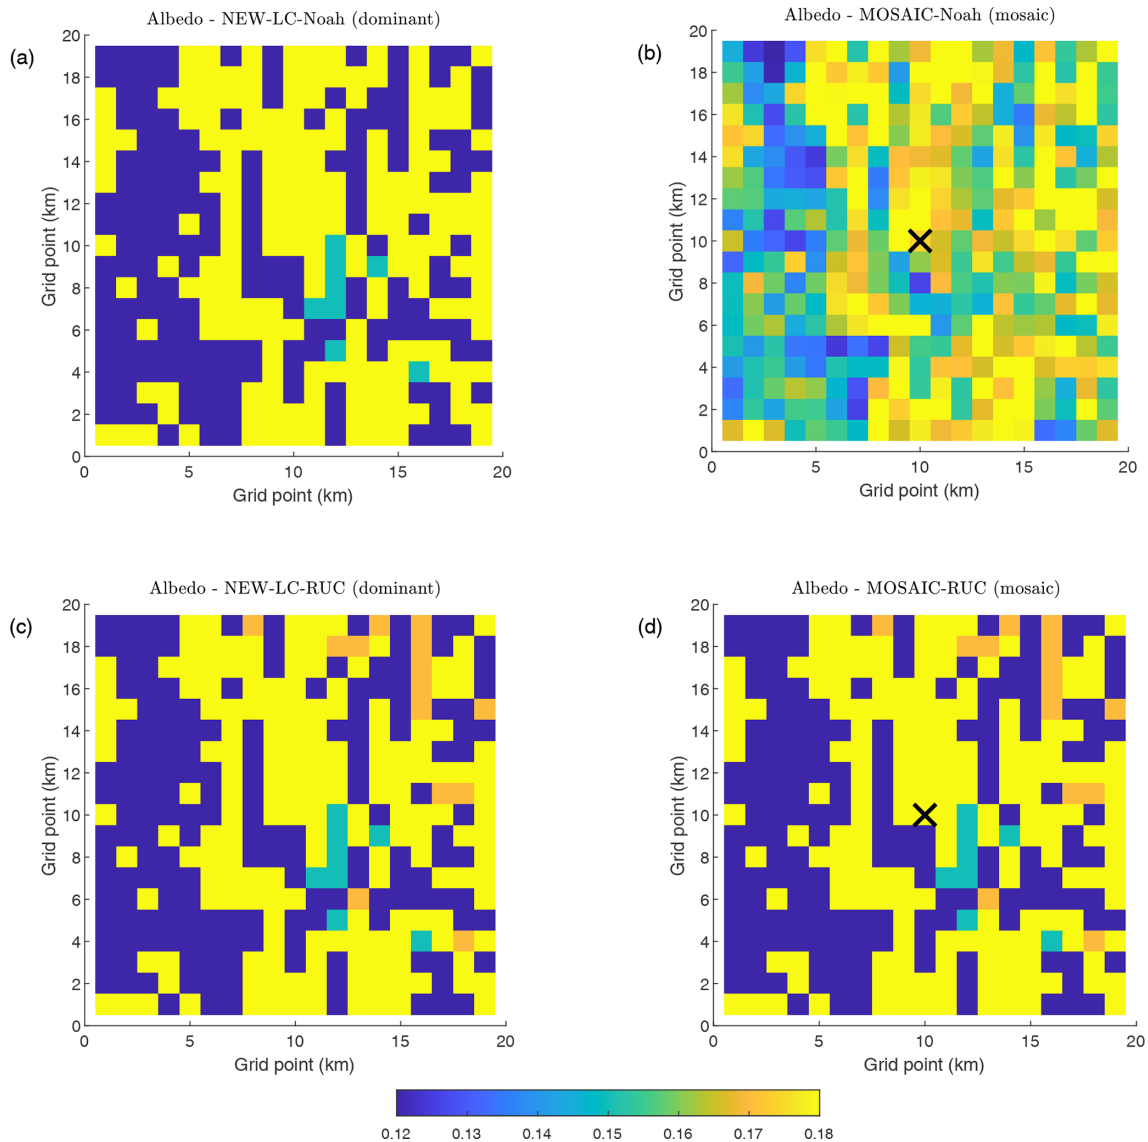 Albedo - NEW-LC-Noah (dominant)
(a)
20
18
16
14
12
10
8
6
4
2
0
Grid point (km)
0 5 10 15 20
Grid point (km)
Albedo - MOSAIC-Noah (mosaic)
(b)
20
18
16
14
12
10
8
6
4
2
0
Grid point (km)
0 5 10 15 20
Grid point (km)
Albedo - NEW-LC-RUC (dominant)
(c)
20
18
16
14
12
10
8
6
4
2
0
Grid point (km)
0 5 10 15 20
Grid point (km)
Albedo - MOSAIC-RUC (mosaic)
(d)
20
18
16
14
12
10
8
6
4
2
0
Grid point (km)
0 5 10 15 20
Grid point (km)
0.12 0.13 0.14 0.15 0.16 0.17 0.18